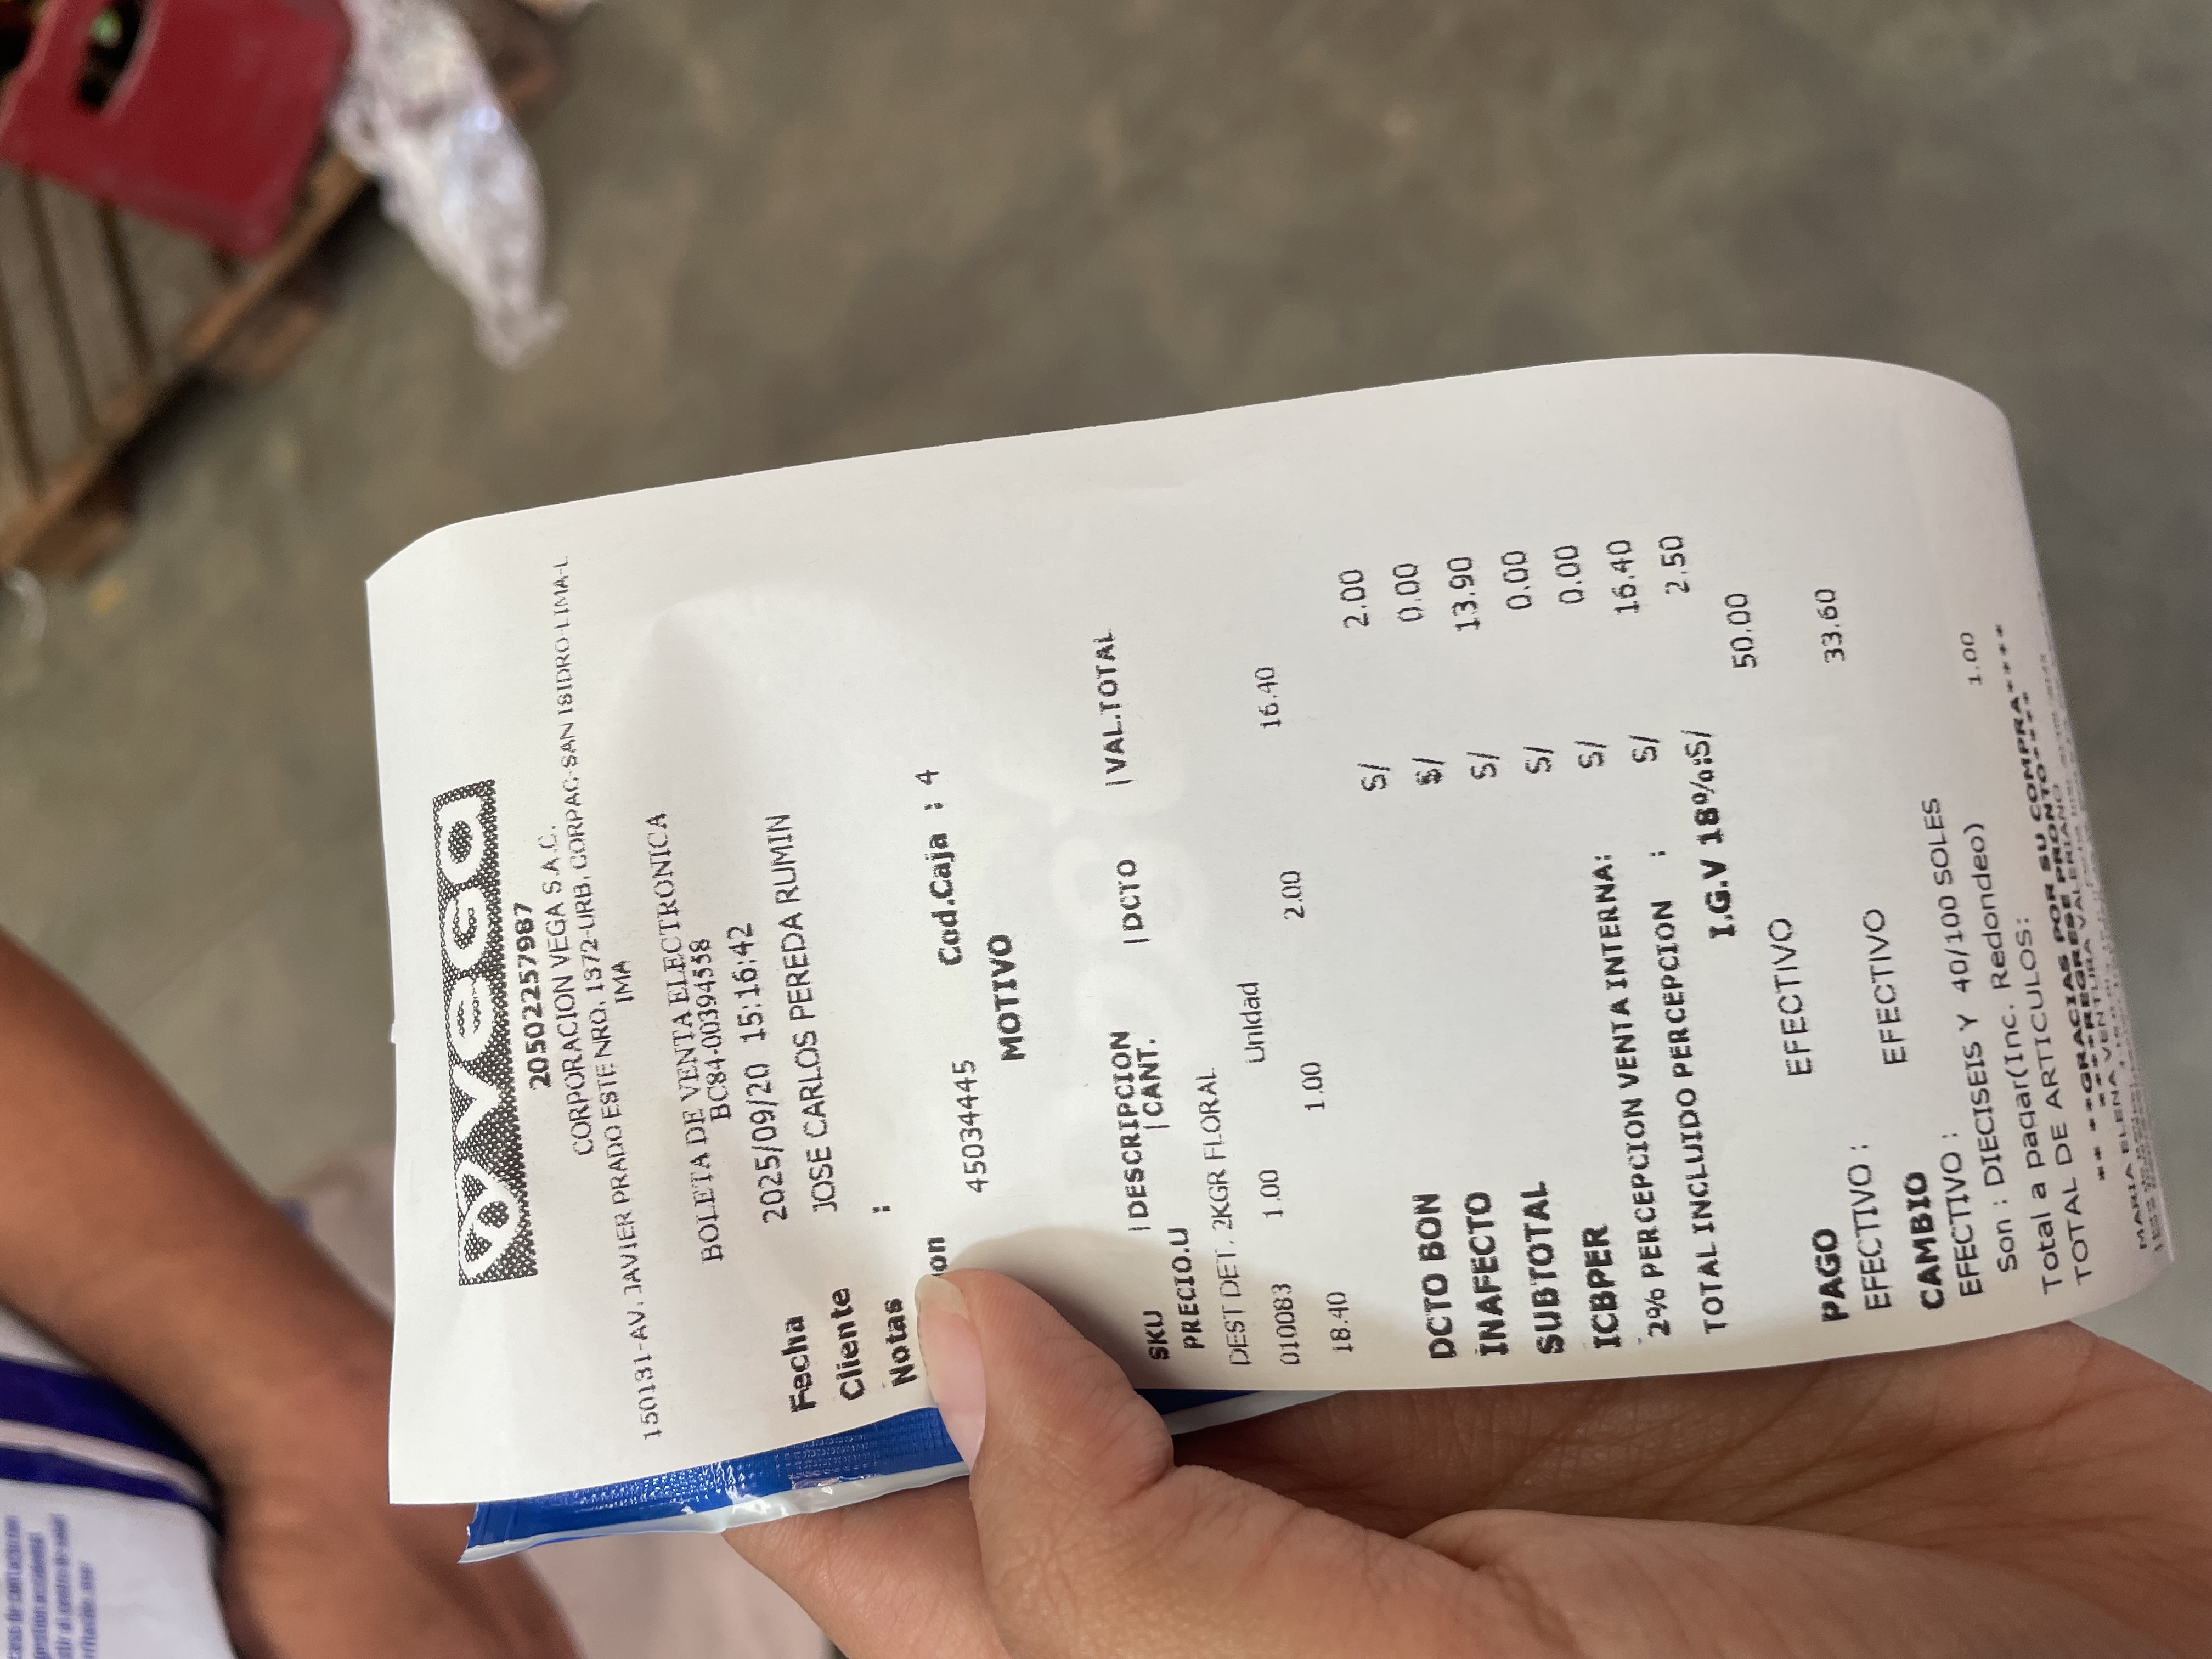 caso de contacto con
vega
20502257987
CORPORACION VEGA S.A.C.
150131-AV. JAVIER PRADO ESTE NRO. 1372-URB. CORPAC-SAN ISIDRO-LIMA-L
IMA
BOLETA DE VENTA ELECTRONICA
BC84-00394558
Fecha 2025/09/20 15:16:42
Cliente JOSE CARLOS PEREDA RUMIN
Notas :
on
45034445 Cod.Caja : 4
MOTIVO
SKU |DESCRIPCION |DCTO |VAL.TOTAL
PRECIO.U |CANT.
DEST DET. 2KGR FLORAL
010083 1.00 Unidad
18.40 1.00 2.00 16.40
DCTO BON S/ 2.00
INAFECTO S/ 0.00
SUBTOTAL S/ 13.90
ICBPER S/ 0.00
2% PERCEPCION VENTA INTERNA: S/ 0.00
TOTAL INCLUIDO PERCEPCION : S/ 16.40
I.G.V 18%:S/ 2.50
PAGO EFECTIVO 50.00
EFECTIVO :
CAMBIO EFECTIVO 33.60
EFECTIVO :
Son : DIECISEIS Y 40/100 SOLES
Total a pagar(Inc. Redondeo)
TOTAL DE ARTICULOS: 1.00
** **GRACIAS POR SU COMPRA****
****REGRESE PRONTO****
MARIA ELENA VENTURA VALERIANO